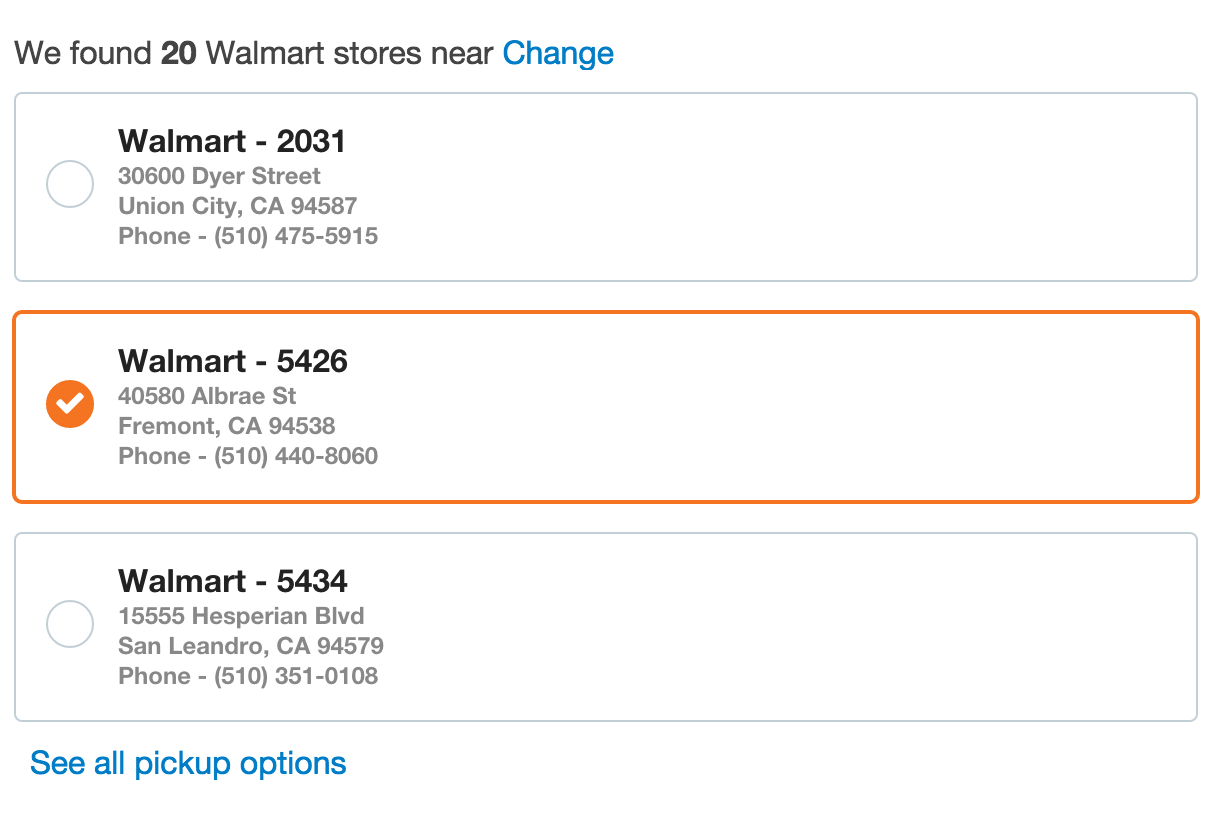 We found 20 Walmart stores near Change
Walmart - 2031
30600 Dyer Street
Union City, CA 94587
Phone - (510) 475-5915
Walmart - 5426
40580 Albrae St
Fremont, CA 94538
Phone - (510) 440-8060
Walmart - 5434
15555 Hesperian Blvd
San Leandro, CA 94579
Phone - (510) 351-0108
See all pickup options